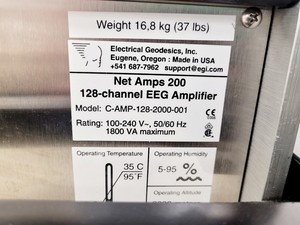 Weight 16,8 kg (37 lbs)
Electrical Geodesics, Inc.
Eugene, Oregon : Made in USA
+541 687-7962 support@egi.com
Net Amps 200
128-channel EEG Amplifier
Model: C-AMP-128-2000-001
Rating: 100-240 V~, 50/60 Hz
1800 VA maximum
Operating Temperature
35 C
95°F
Operating Humidity
5-95 %
Operating Altitude